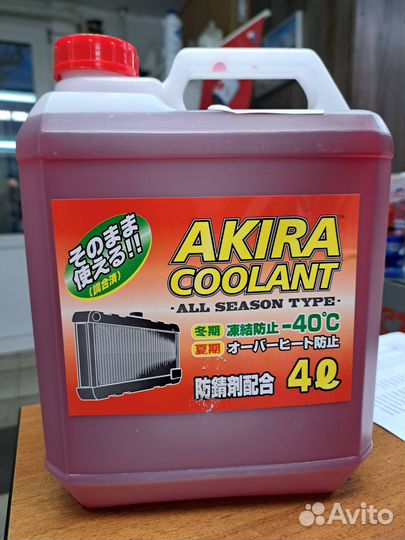 そのまま
使える!!
(調合済)
AKIRA™
COOLANT
-ALL SEASON TYPE-
冬期 凍結防止 -40℃
夏期 オーバーヒート防止
防錆剤配合 4ℓ
Avito